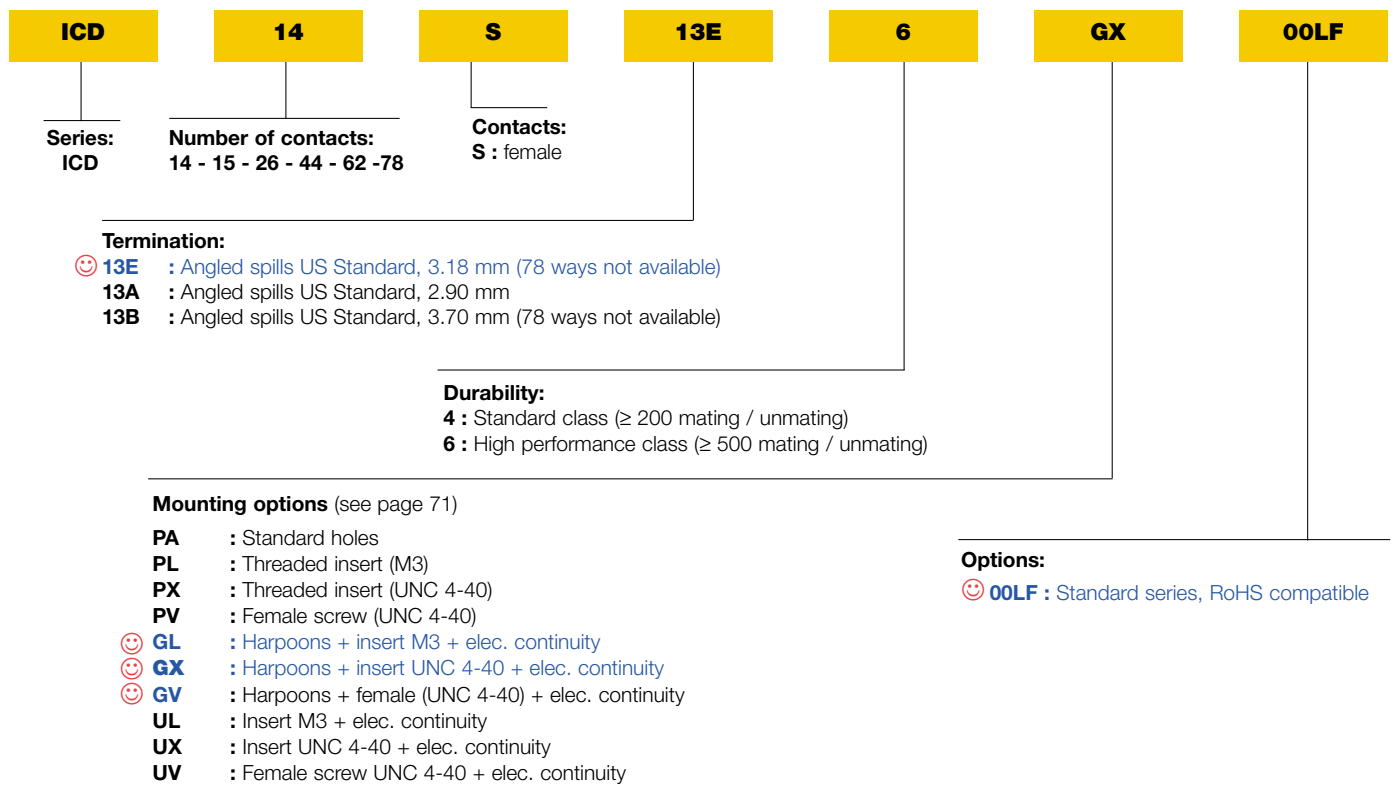 ICD 14 S 13E 6 GX 00LF
Series:
ICD
Number of contacts:
14 - 15 - 26 - 44 - 62 -78
Contacts:
S : female
Termination:
13E : Angled spills US Standard, 3.18 mm (78 ways not available)
13A : Angled spills US Standard, 2.90 mm
13B : Angled spills US Standard, 3.70 mm (78 ways not available)
Durability:
4 : Standard class (≥ 200 mating / unmating)
6 : High performance class (≥ 500 mating / unmating)
Mounting options (see page 71)
PA : Standard holes
PL : Threaded insert (M3)
PX : Threaded insert (UNC 4-40)
PV : Female screw (UNC 4-40)
GL : Harpoons + insert M3 + elec. continuity
GX : Harpoons + insert UNC 4-40 + elec. continuity
GV : Harpoons + female (UNC 4-40) + elec. continuity
UL : Insert M3 + elec. continuity
UX : Insert UNC 4-40 + elec. continuity
UV : Female screw UNC 4-40 + elec. continuity
Options:
00LF : Standard series, RoHS compatible